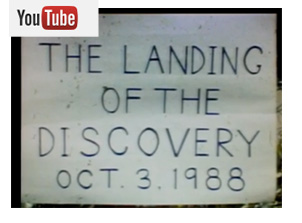 YouTube
THE LANDING
OF THE
DISCOVERY
OCT. 3. 1988